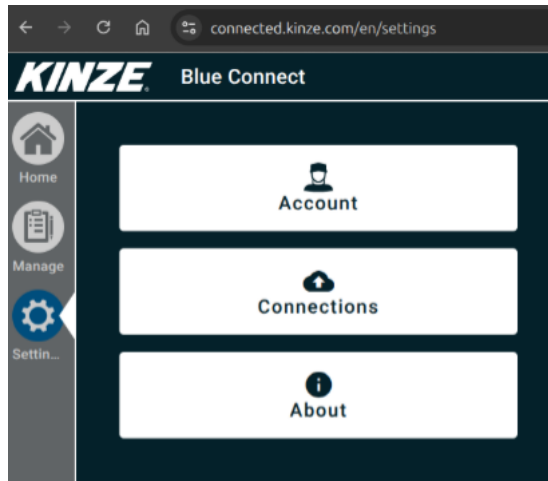 connected.kinze.com/en/settings
KINZE. Blue Connect
Home
Manage
Settin...
Account
Connections
About